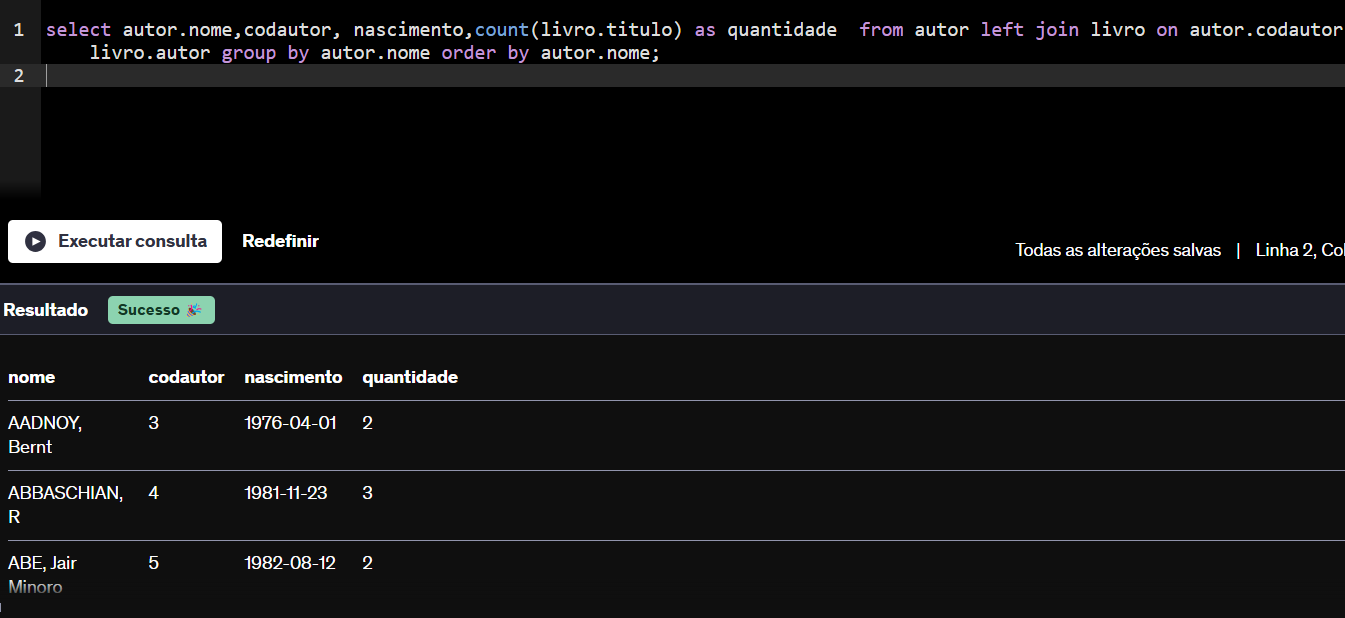 1 select autor.nome,codautor, nascimento,count(livro.titulo) as quantidade  from autor left join livro on autor.codautor
livro.autor group by autor.nome order by autor.nome;
2
Executar consulta Redefinir
Todas as alterações salvas | Linha 2, Col
Resultado Sucesso 🎉
nome codautor nascimento quantidade
AADNOY, 3 1976-04-01 2
Bernt
ABBASCHIAN, 4 1981-11-23 3
R
ABE, Jair 5 1982-08-12 2
Minoro